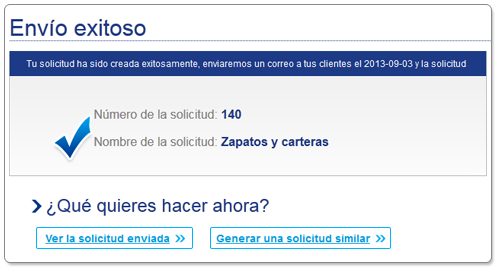 Envío exitoso
Tu solicitud ha sido creada exitosamente, enviaremos un correo a tus clientes el 2013-09-03 y la solicitud
Número de la solicitud: 140
Nombre de la solicitud: Zapatos y carteras
¿Qué quieres hacer ahora?
Ver la solicitud enviada »
Generar una solicitud similar »